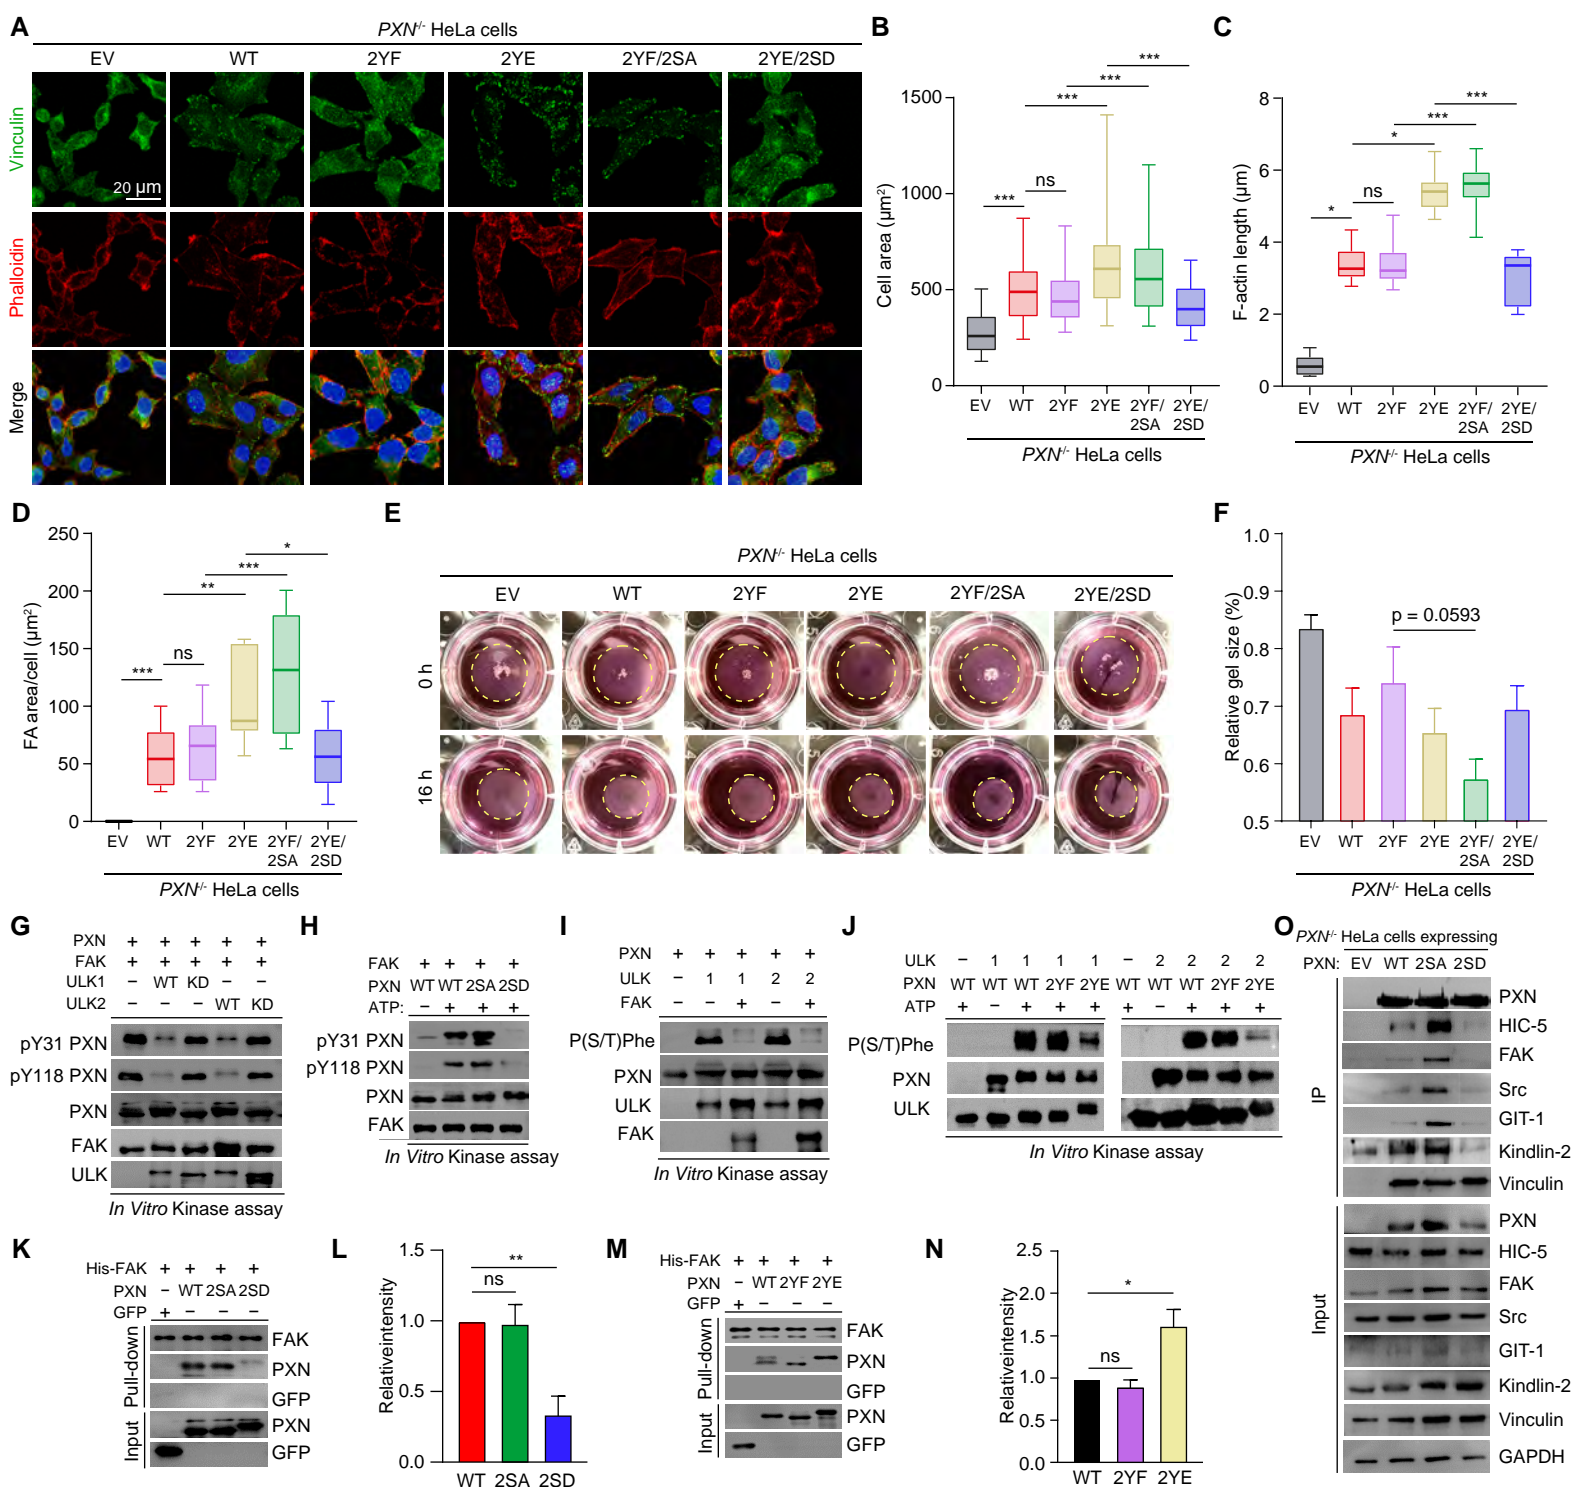 A
PXN-/- HeLa cells
EV WT 2YF 2YE 2YF/2SA 2YE/2SD
Vinculin
20 µm
Phalloidin
Merge
B
Cell area (µm²)
1500
1000
500
0
*** ns *** *** ***
EV WT 2YF 2YE 2YF/2SA 2YE/2SD
PXN-/- HeLa cells
C
F-actin length (µm)
8
6
4
2
0
* ns * *** ***
EV WT 2YF 2YE 2YF/2SA 2YE/2SD
PXN-/- HeLa cells
D
FA area/cell (µm²)
250
200
150
100
50
0
*** ns ** *** *
EV WT 2YF 2YE 2YF/2SA 2YE/2SD
PXN-/- HeLa cells
E
PXN-/- HeLa cells
EV WT 2YF 2YE 2YF/2SA 2YE/2SD
0 h
16 h
F
Relative gel size (%)
1.0
0.9
0.8
0.7
0.6
0.5
p = 0.0593
EV WT 2YF 2YE 2YF/2SA 2YE/2SD
PXN-/- HeLa cells
G
PXN + + + + +
FAK + + + + +
ULK1 − WT KD − −
ULK2 − − − WT KD
pY31 PXN
pY118 PXN
PXN
FAK
ULK
In Vitro Kinase assay
H
FAK + + + +
PXN WT WT 2SA 2SD
ATP: − + + +
pY31 PXN
pY118 PXN
PXN
FAK
In Vitro Kinase assay
I
PXN + + + + +
ULK − 1 1 2 2
FAK − − + − +
P(S/T)Phe
PXN
ULK
FAK
In Vitro Kinase assay
J
ULK − 1 1 1 1 − 2 2 2 2
PXN WT WT WT 2YF 2YE WT WT WT 2YF 2YE
ATP + − + + + + − + + +
P(S/T)Phe
PXN
ULK
In Vitro Kinase assay
K
His-FAK + + + +
PXN − WT 2SA 2SD
GFP + − − −
Pull-down
FAK
PXN
GFP
Input
PXN
GFP
L
Relativeintensity
1.5
1.0
0.5
0.0
ns **
WT 2SA 2SD
M
His-FAK + + + +
PXN − WT 2YF 2YE
GFP + − − −
Pull-down
FAK
PXN
GFP
Input
PXN
GFP
N
Relativeintensity
2.5
2.0
1.5
1.0
0.5
0.0
ns *
WT 2YF 2YE
O
PXN-/- HeLa cells expressing
PXN: EV WT 2SA 2SD
IP
PXN
HIC-5
FAK
Src
GIT-1
Kindlin-2
Vinculin
Input
PXN
HIC-5
FAK
Src
GIT-1
Kindlin-2
Vinculin
GAPDH